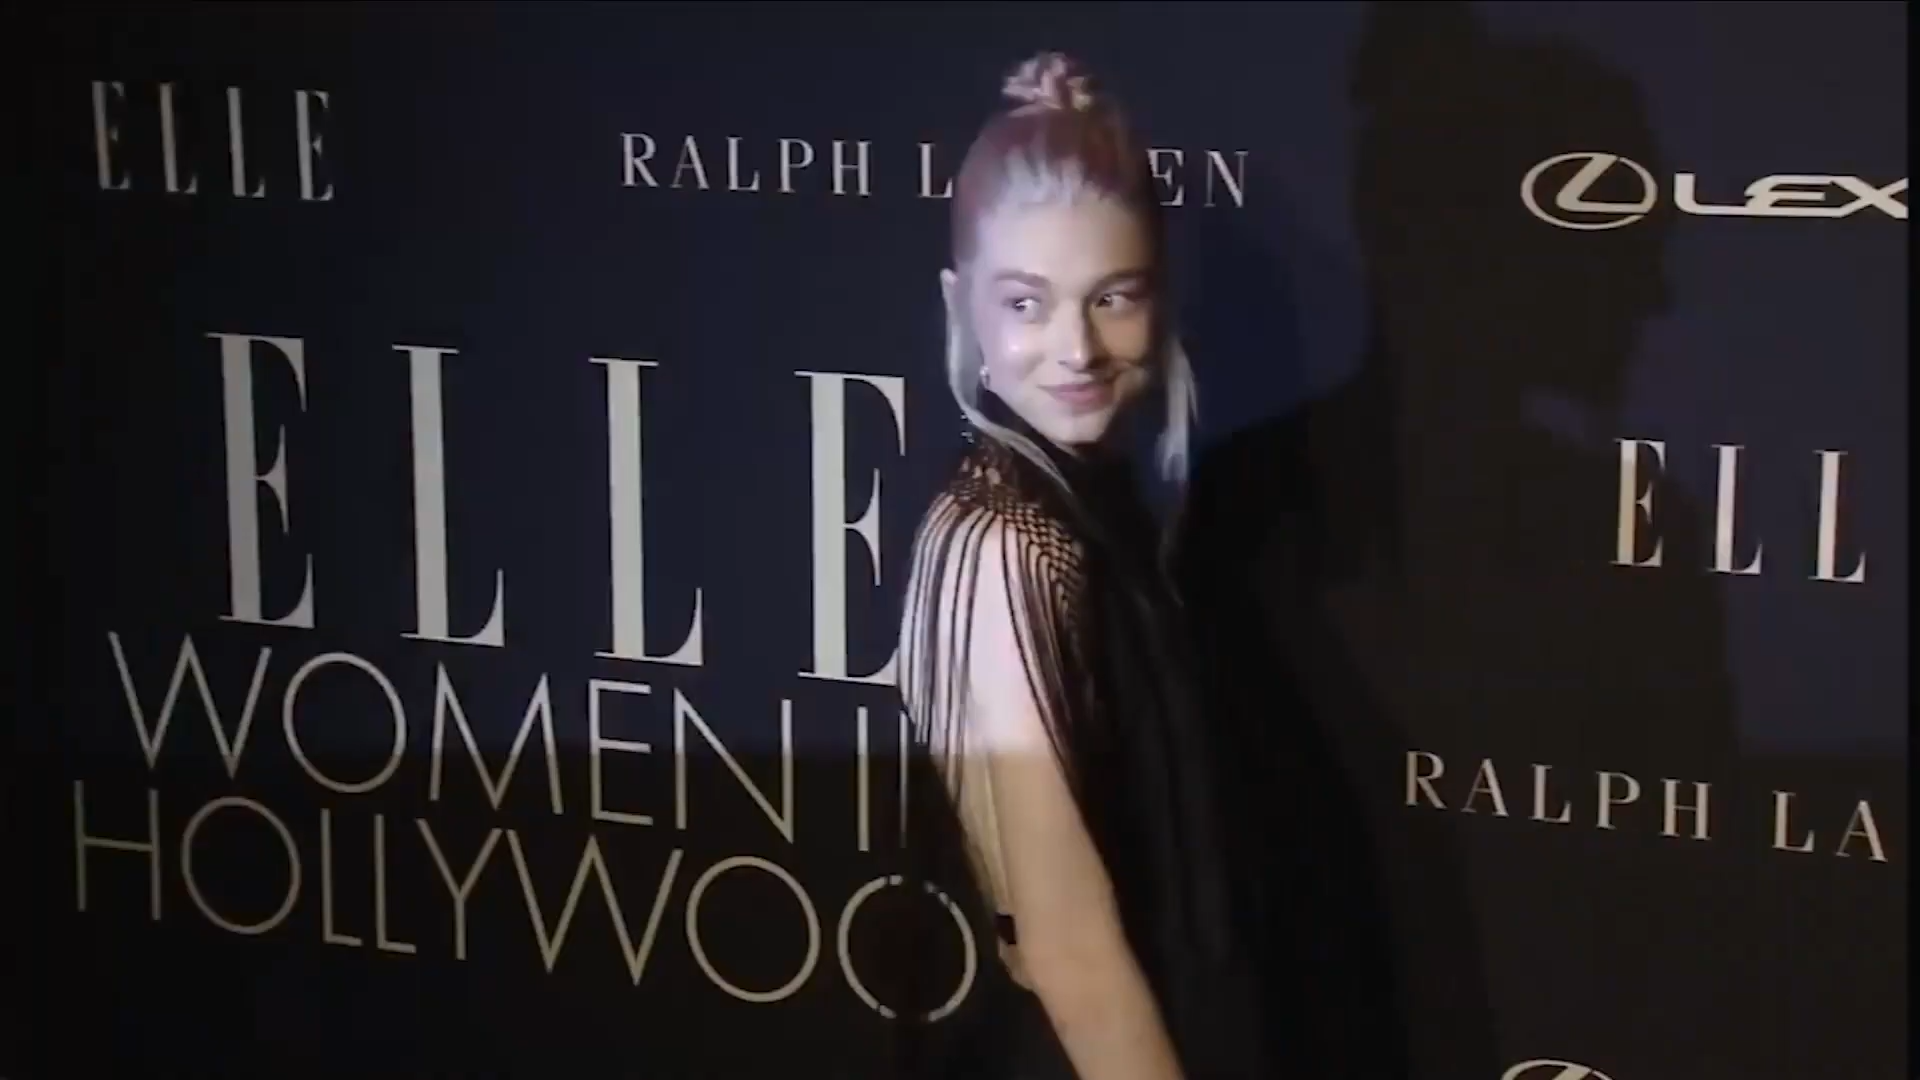 ELLE
RALPH L EN
LEX
ELLE
ELL
WOMEN I
HOLLYWOO
RALPH LA